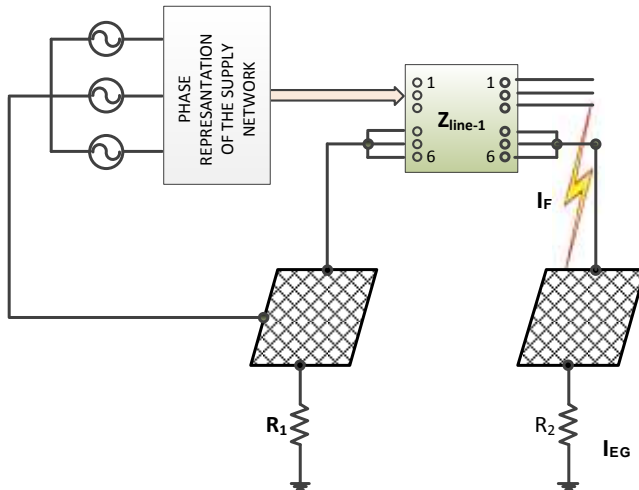 PHASE
REPRESANTATION
OF THE SUPPLY
NETWORK
1 1
Zline-1
6 6
IF
R1
R2
IEG